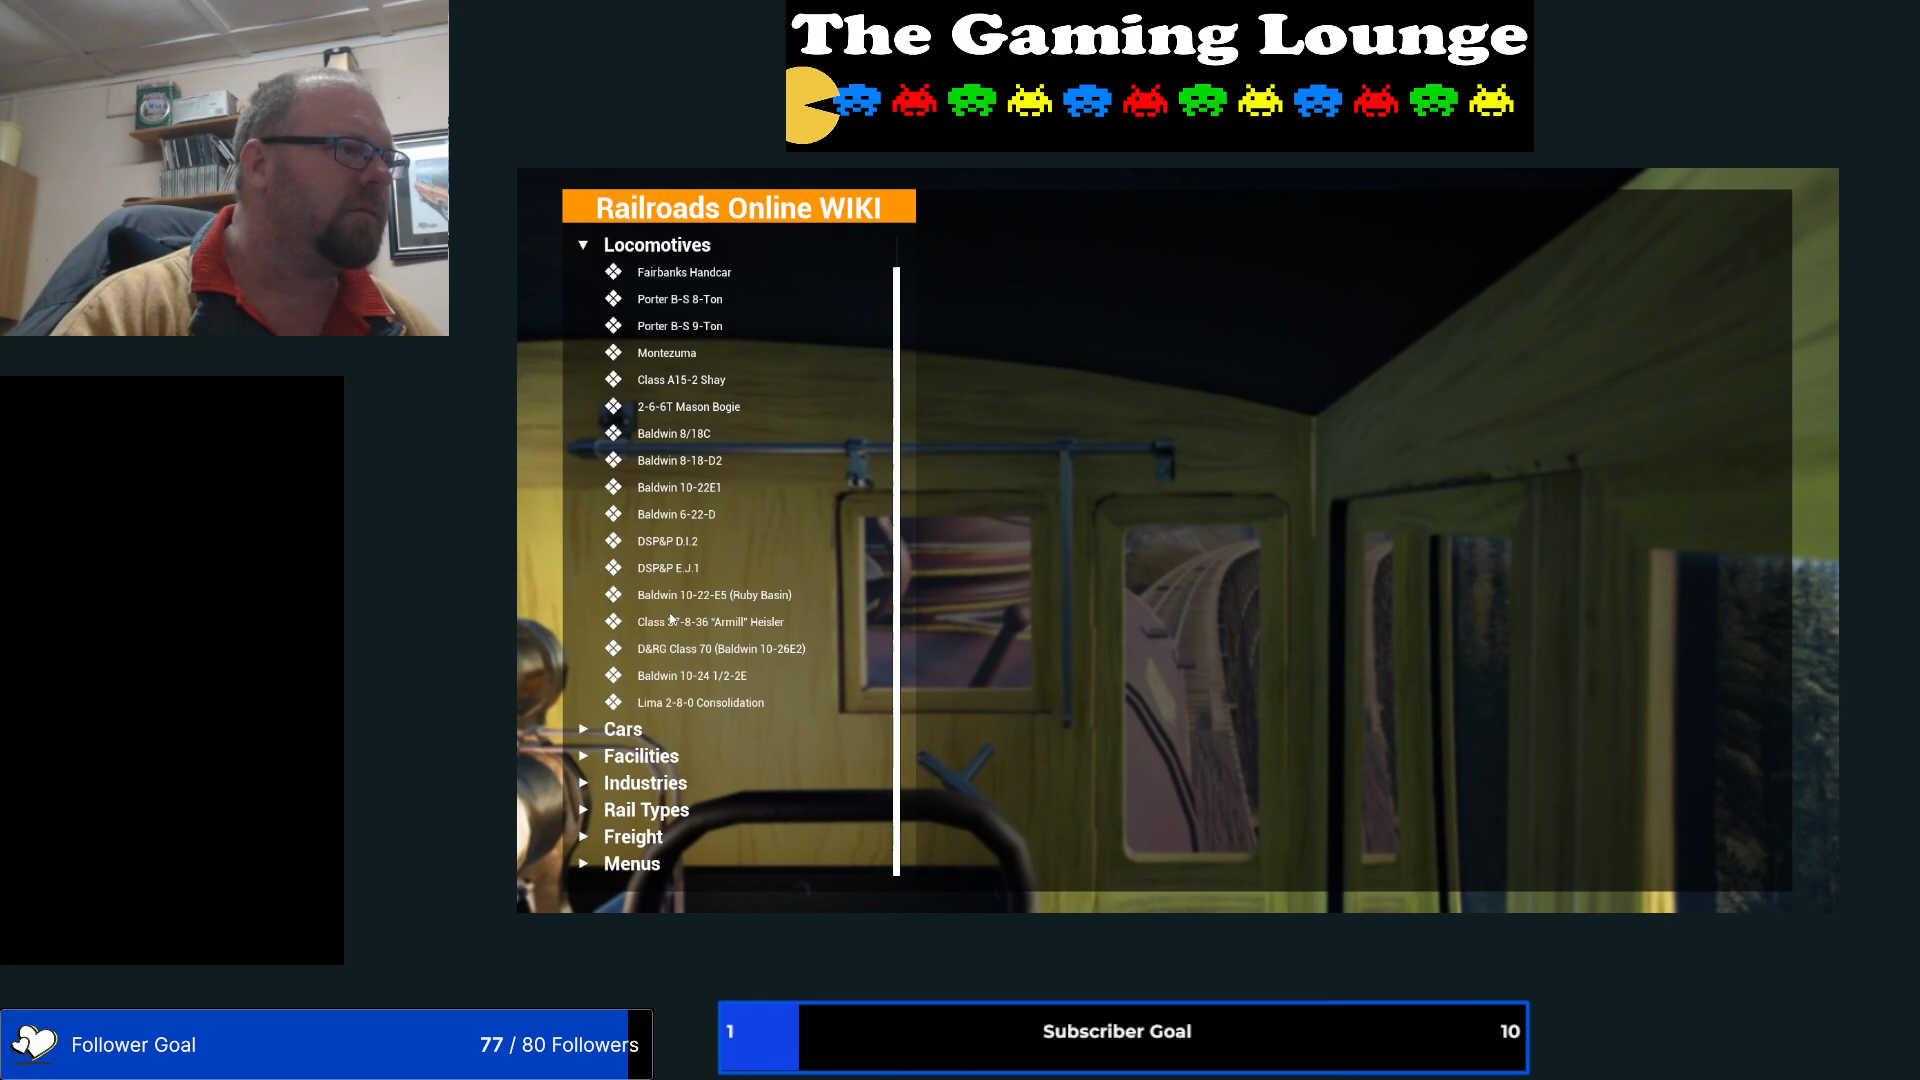 The Gaming Lounge
Railroads Online WIKI
Locomotives
Fairbanks Handcar
Porter B-S 8-Ton
Porter B-S 9-Ton
Montezuma
Class A15-2 Shay
2-6-6T Mason Bogie
Baldwin 8/18C
Baldwin 8-18-D2
Baldwin 10-22E1
Baldwin 6-22-D
DSP&P D.I.2
DSP&P E.J.1
Baldwin 10-22-E5 (Ruby Basin)
Class -8-36 "Armill" Heisler
D&RG Class 70 (Baldwin 10-26E2)
Baldwin 10-24 1/2-2E
Lima 2-8-0 Consolidation
Cars
Facilities
Industries
Rail Types
Freight
Menus
Follower Goal 77 / 80 Followers
1 Subscriber Goal 10